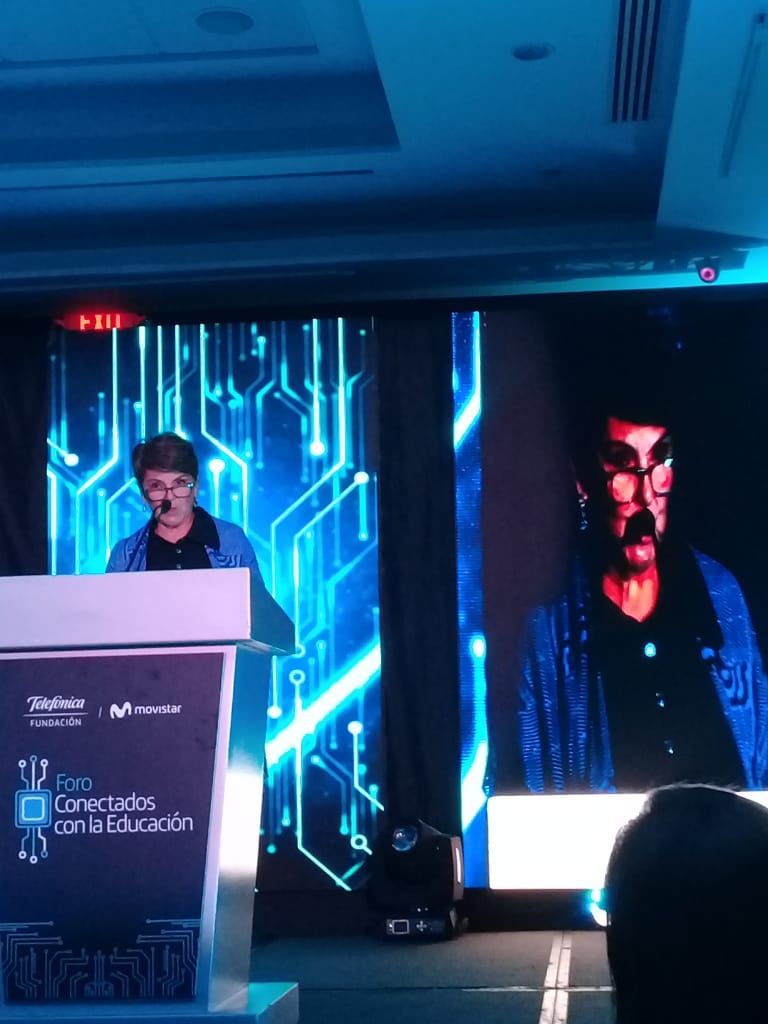 EXIT
Telefónica
FUNDACIÓN
movistar
Foro
Conectados
con la Educación